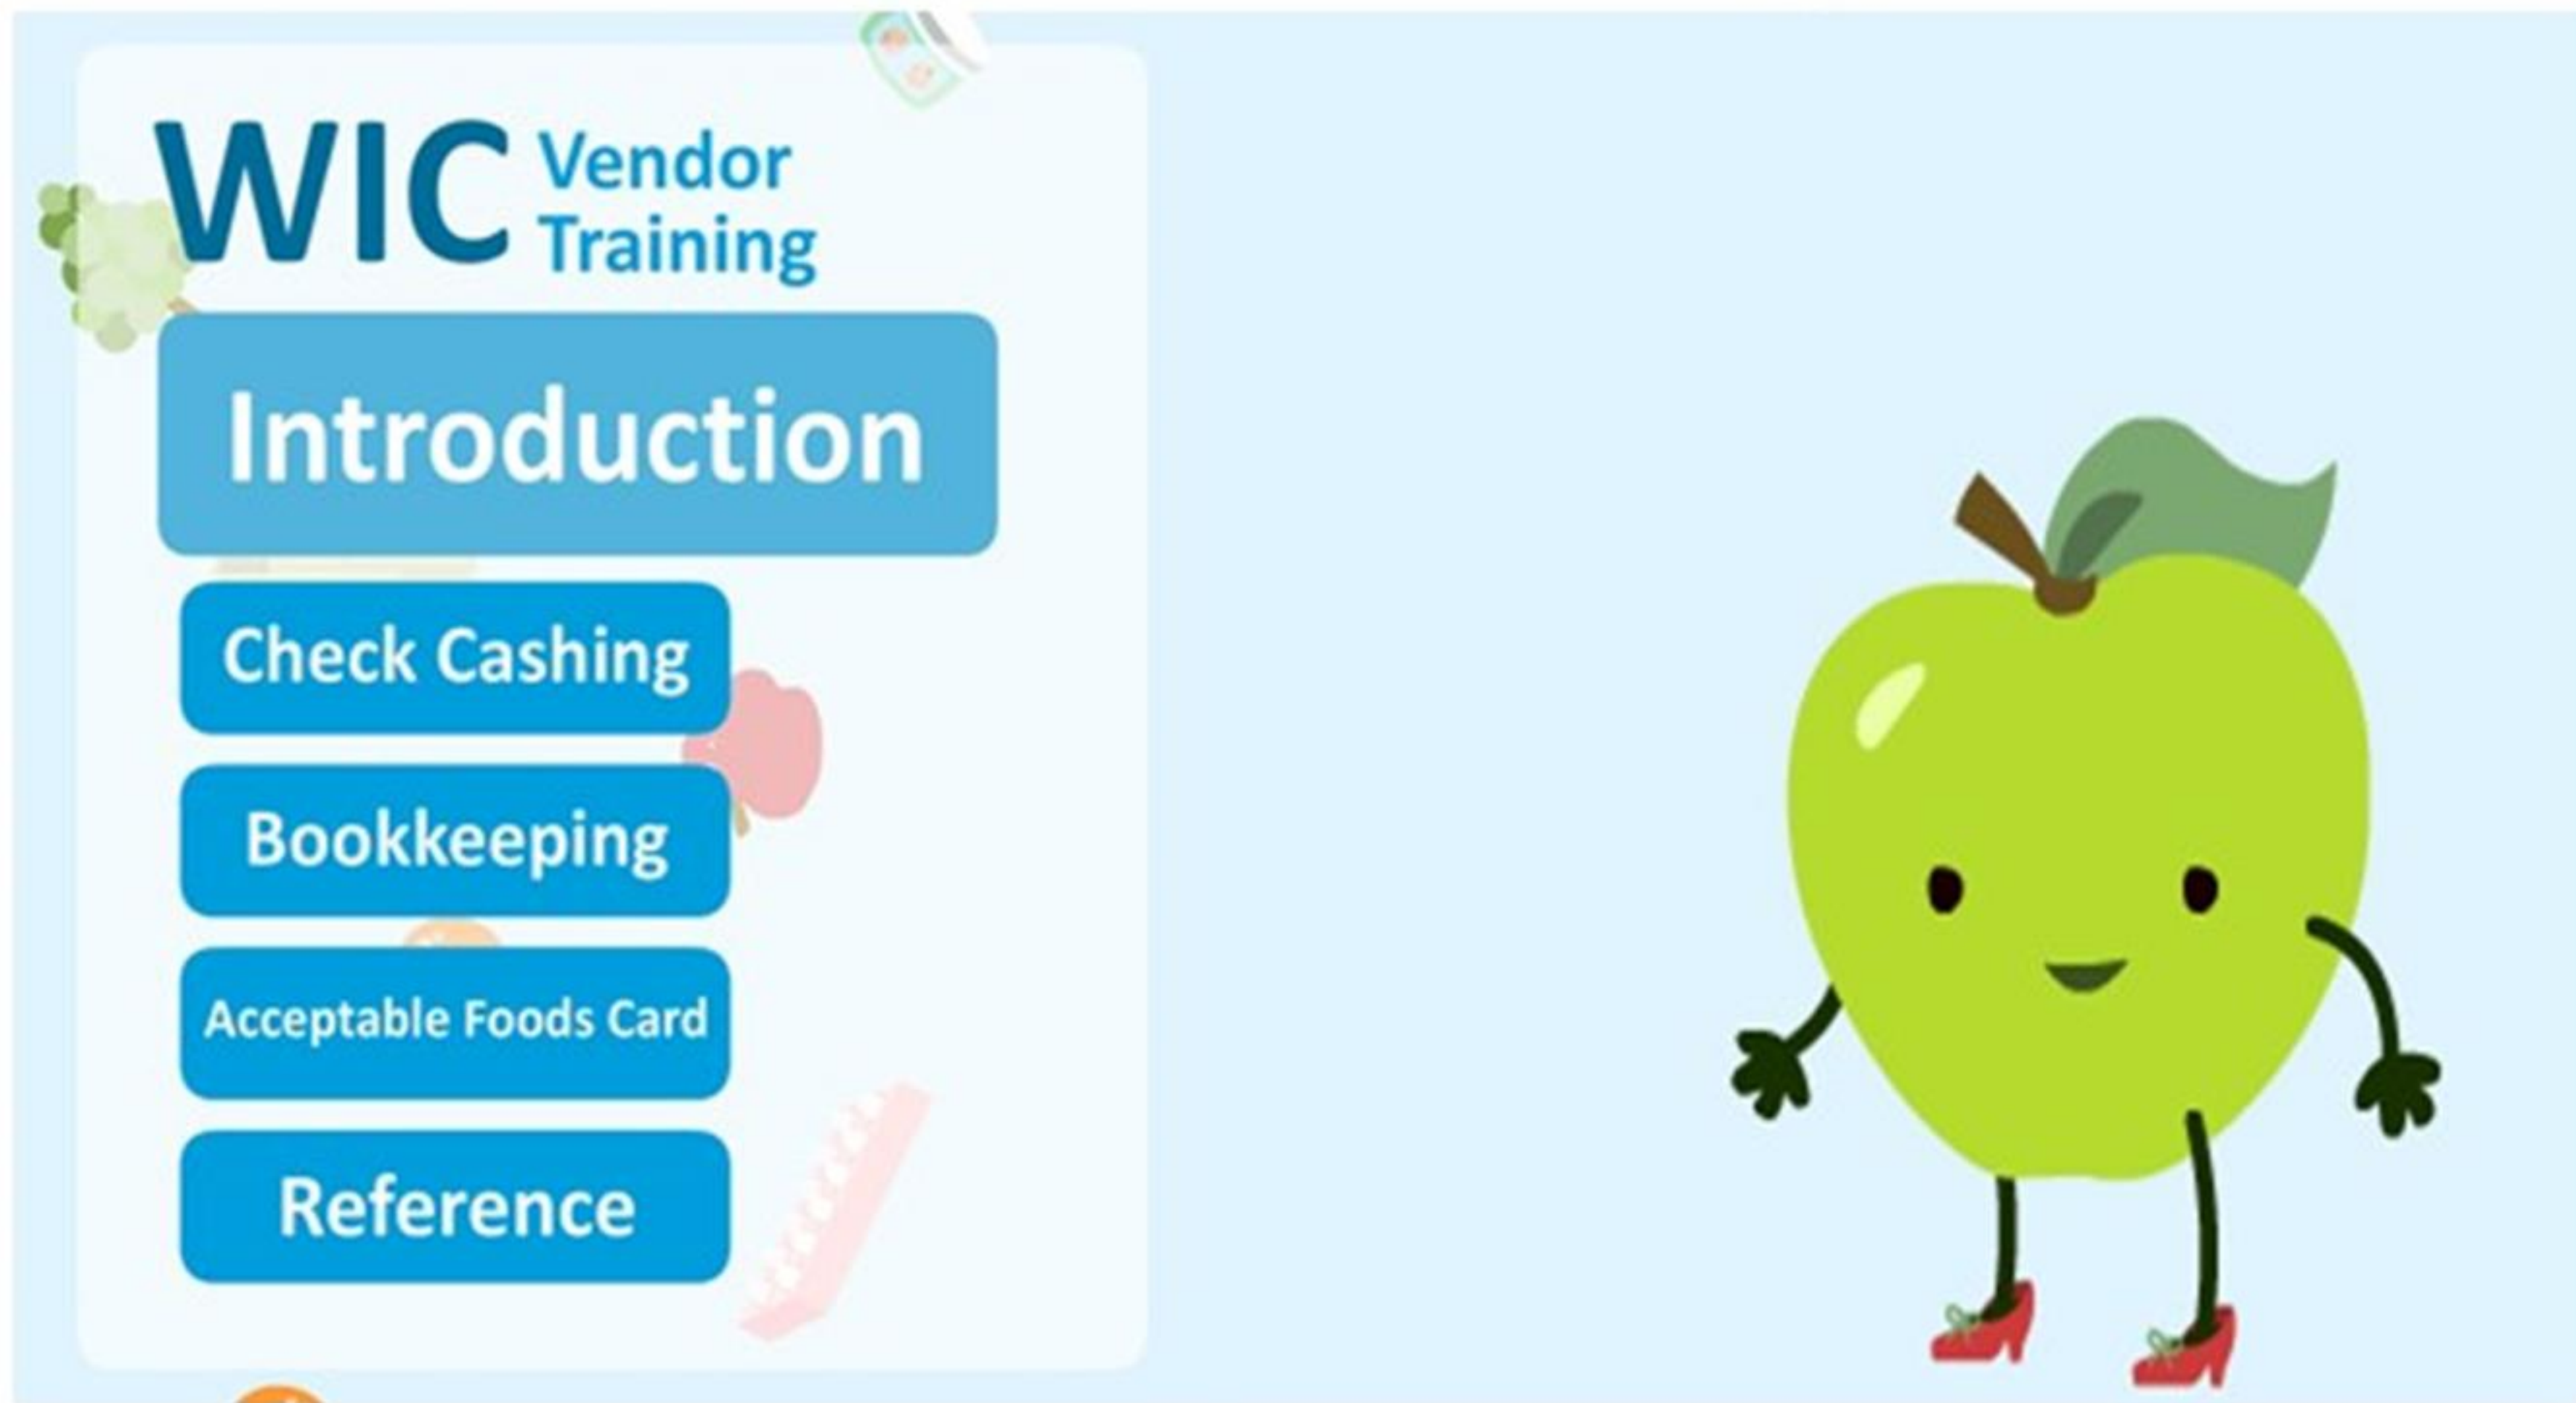 WIC Vendor
Training
Introduction
Check Cashing
Bookkeeping
Acceptable Foods Card
Reference